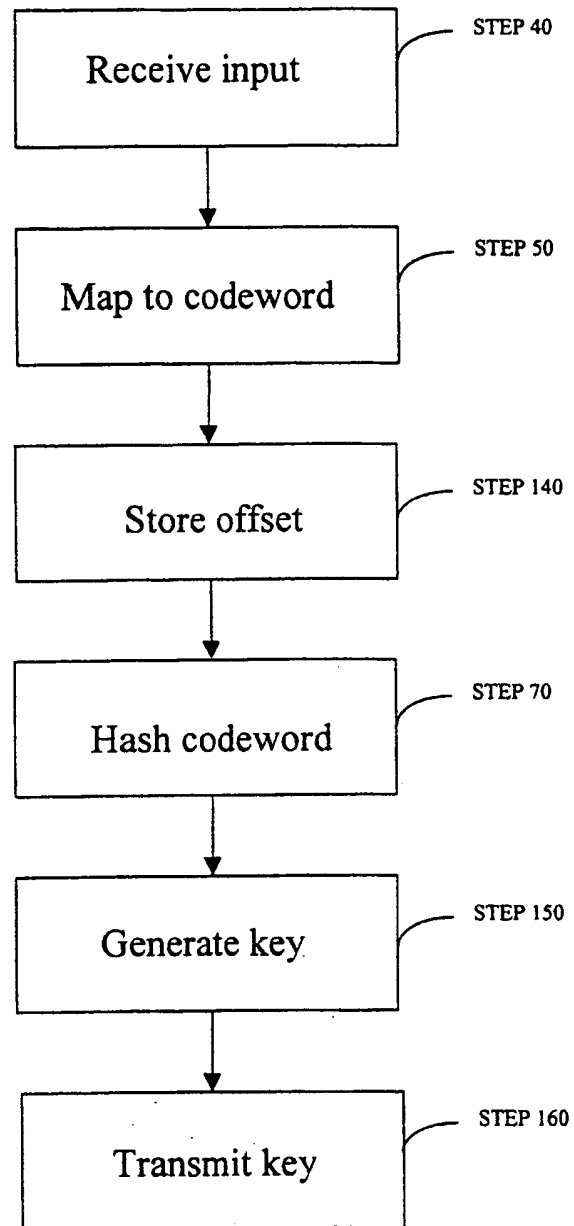 STEP 40
Receive input
STEP 50
Map to codeword
STEP 140
Store offset
STEP 70
Hash codeword
STEP 150
Generate key
STEP 160
Transmit key